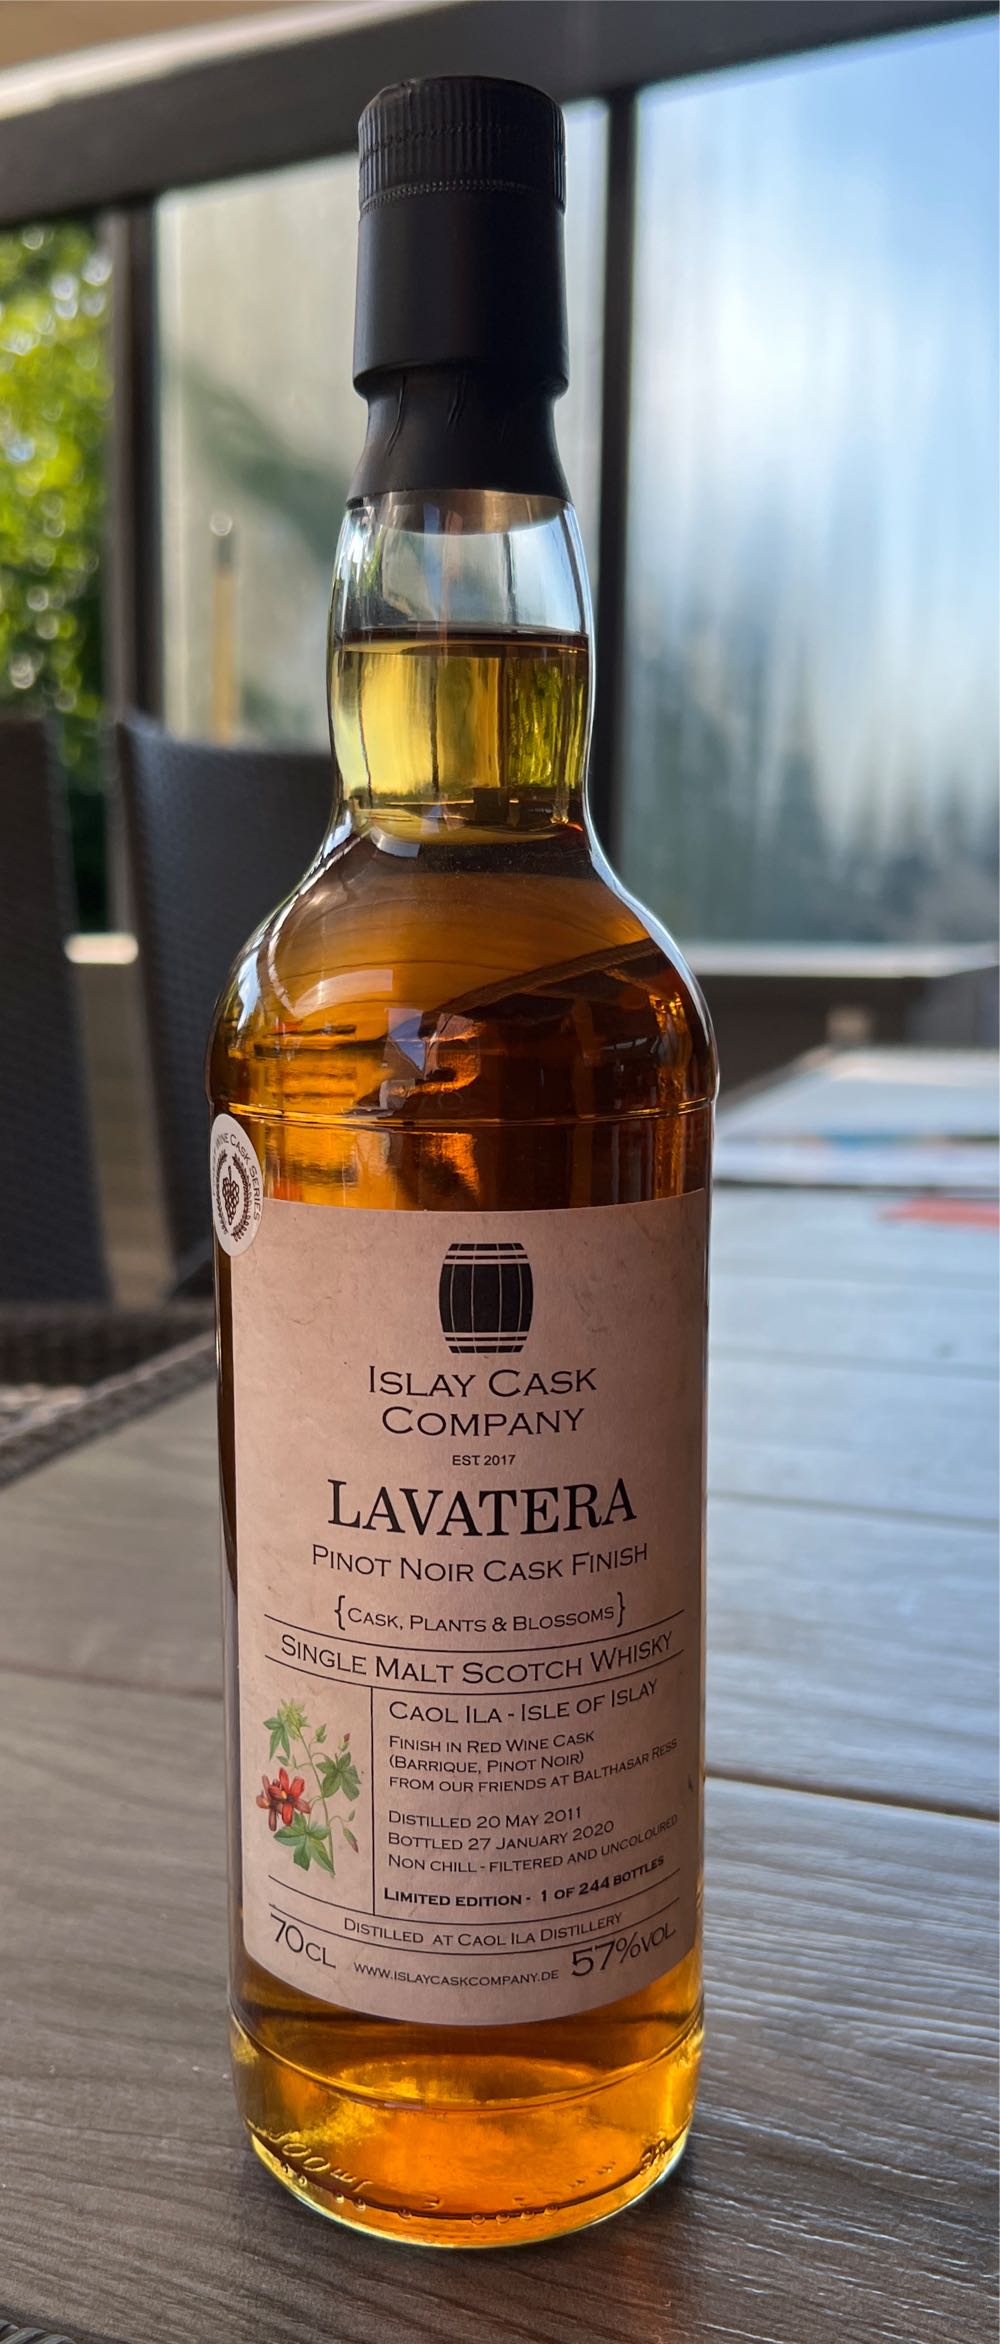 WINE CASK SERIES
ISLAY CASK
COMPANY
EST 2017
LAVATERA
PINOT NOIR CASK FINISH
{CASK, PLANTS & BLOSSOMS}
SINGLE MALT SCOTCH WHISKY
CAOL ILA - ISLE OF ISLAY
FINISH IN RED WINE CASK
(BARRIQUE, PINOT NOIR)
FROM OUR FRIENDS AT BALTHASAR RESS
DISTILLED 20 MAY 2011
BOTTLED 27 JANUARY 2020
NON CHILL - FILTERED AND UNCOLOURED
LIMITED EDITION - 1 OF 244 BOTTLES
DISTILLED AT CAOL ILA DISTILLERY
70CL WWW.ISLAYCASKCOMPANY.DE 57%VOL